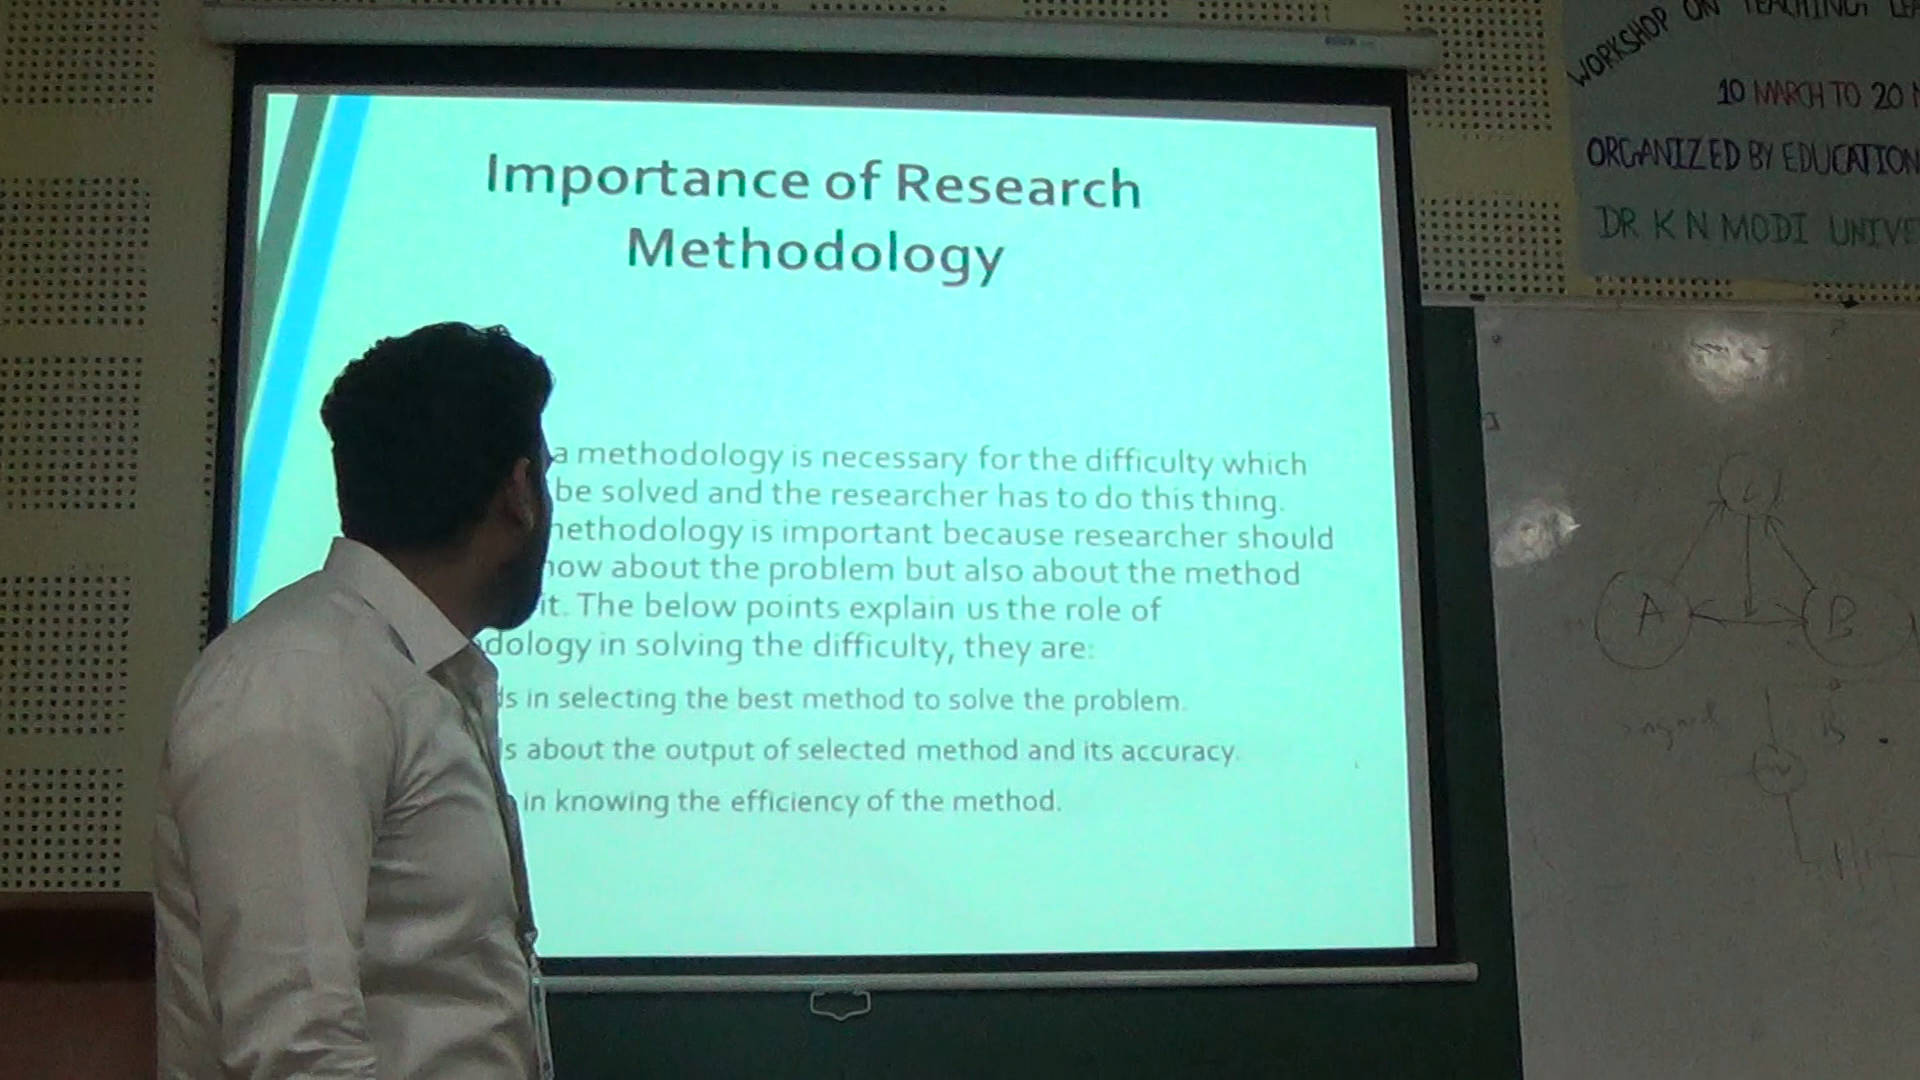 Importance of Research
Methodology
a methodology is necessary for the difficulty which
be solved and the researcher has to do this thing.
methodology is important because researcher should
about the problem but also about the method
it. The below points explain us the role of
in solving the difficulty, they are:
in selecting the best method to solve the problem.
about the output of selected method and its accuracy.
in knowing the efficiency of the method.
WORKSHOP ON TEACHING
10 MARCH TO 20
ORGANIZED BY EDUCATION
DR K N MODI
A
B
B